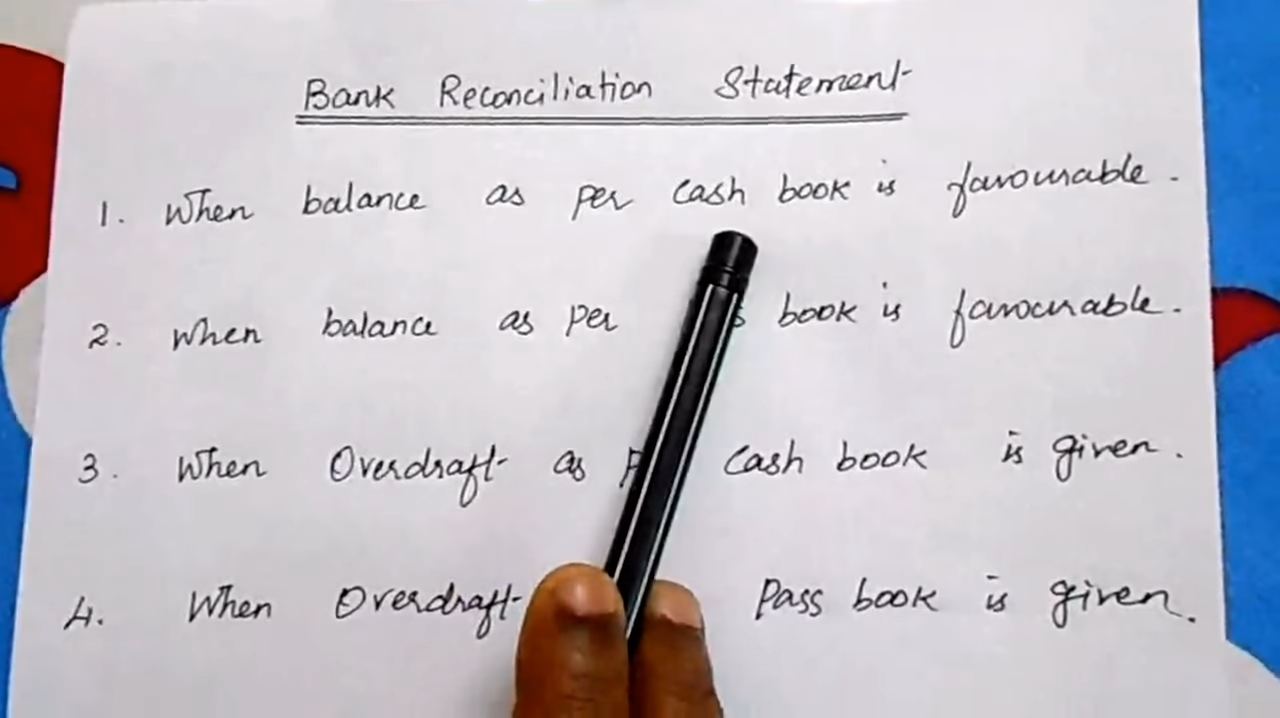 Bank Reconciliation Statement
1. When balance as per cash book is favourable.
2. When balance as per book is favourable.
3. When Overdraft as cash book is given.
4. When Overdraft Pass book is given.